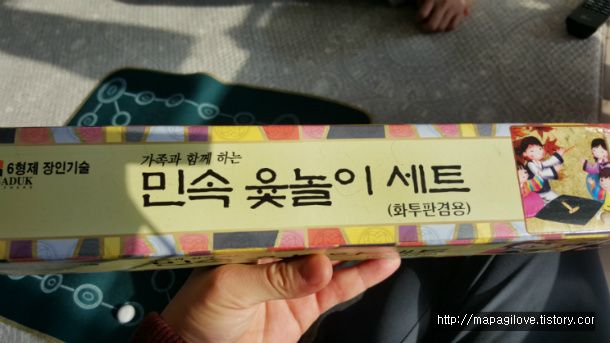 가족과 함께 하는
6형제 장인기술
ADUK
민속 윷놀이 세트
(화투판겸용)
http://mapagilove.tistory.com